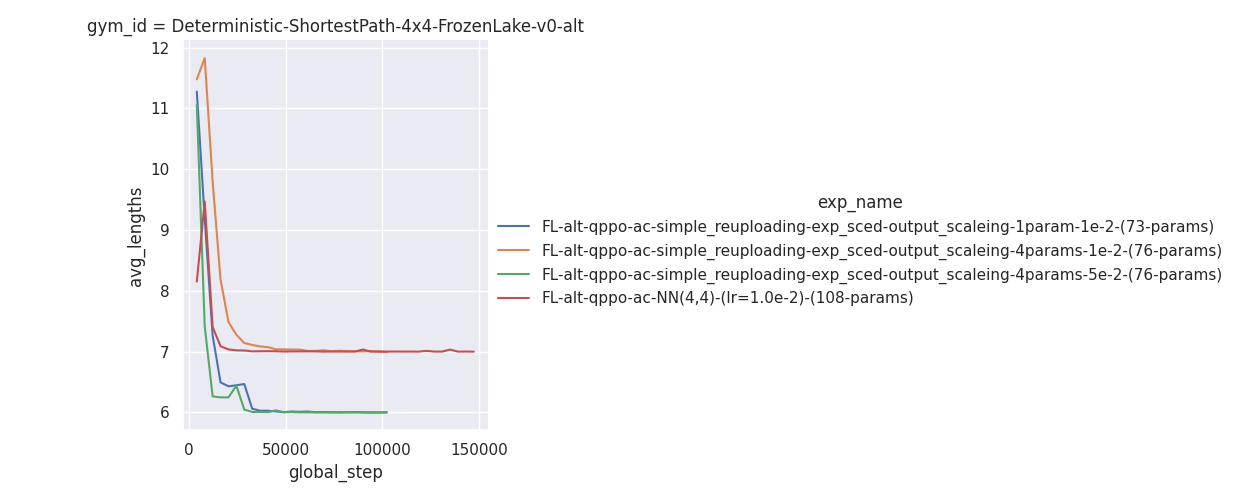 gym_id = Deterministic-ShortestPath-4x4-FrozenLake-v0-alt
12
11
10
9
8
7
6
avg_lengths
0
50000
100000
150000
global_step
exp_name
FL-alt-qppo-ac-simple_reuploading-exp_sced-output_scaleing-1param-1e-2-(73-params)
FL-alt-qppo-ac-simple_reuploading-exp_sced-output_scaleing-4params-1e-2-(76-params)
FL-alt-qppo-ac-simple_reuploading-exp_sced-output_scaleing-4params-5e-2-(76-params)
FL-alt-qppo-ac-NN(4,4)-(lr=1.0e-2)-(108-params)